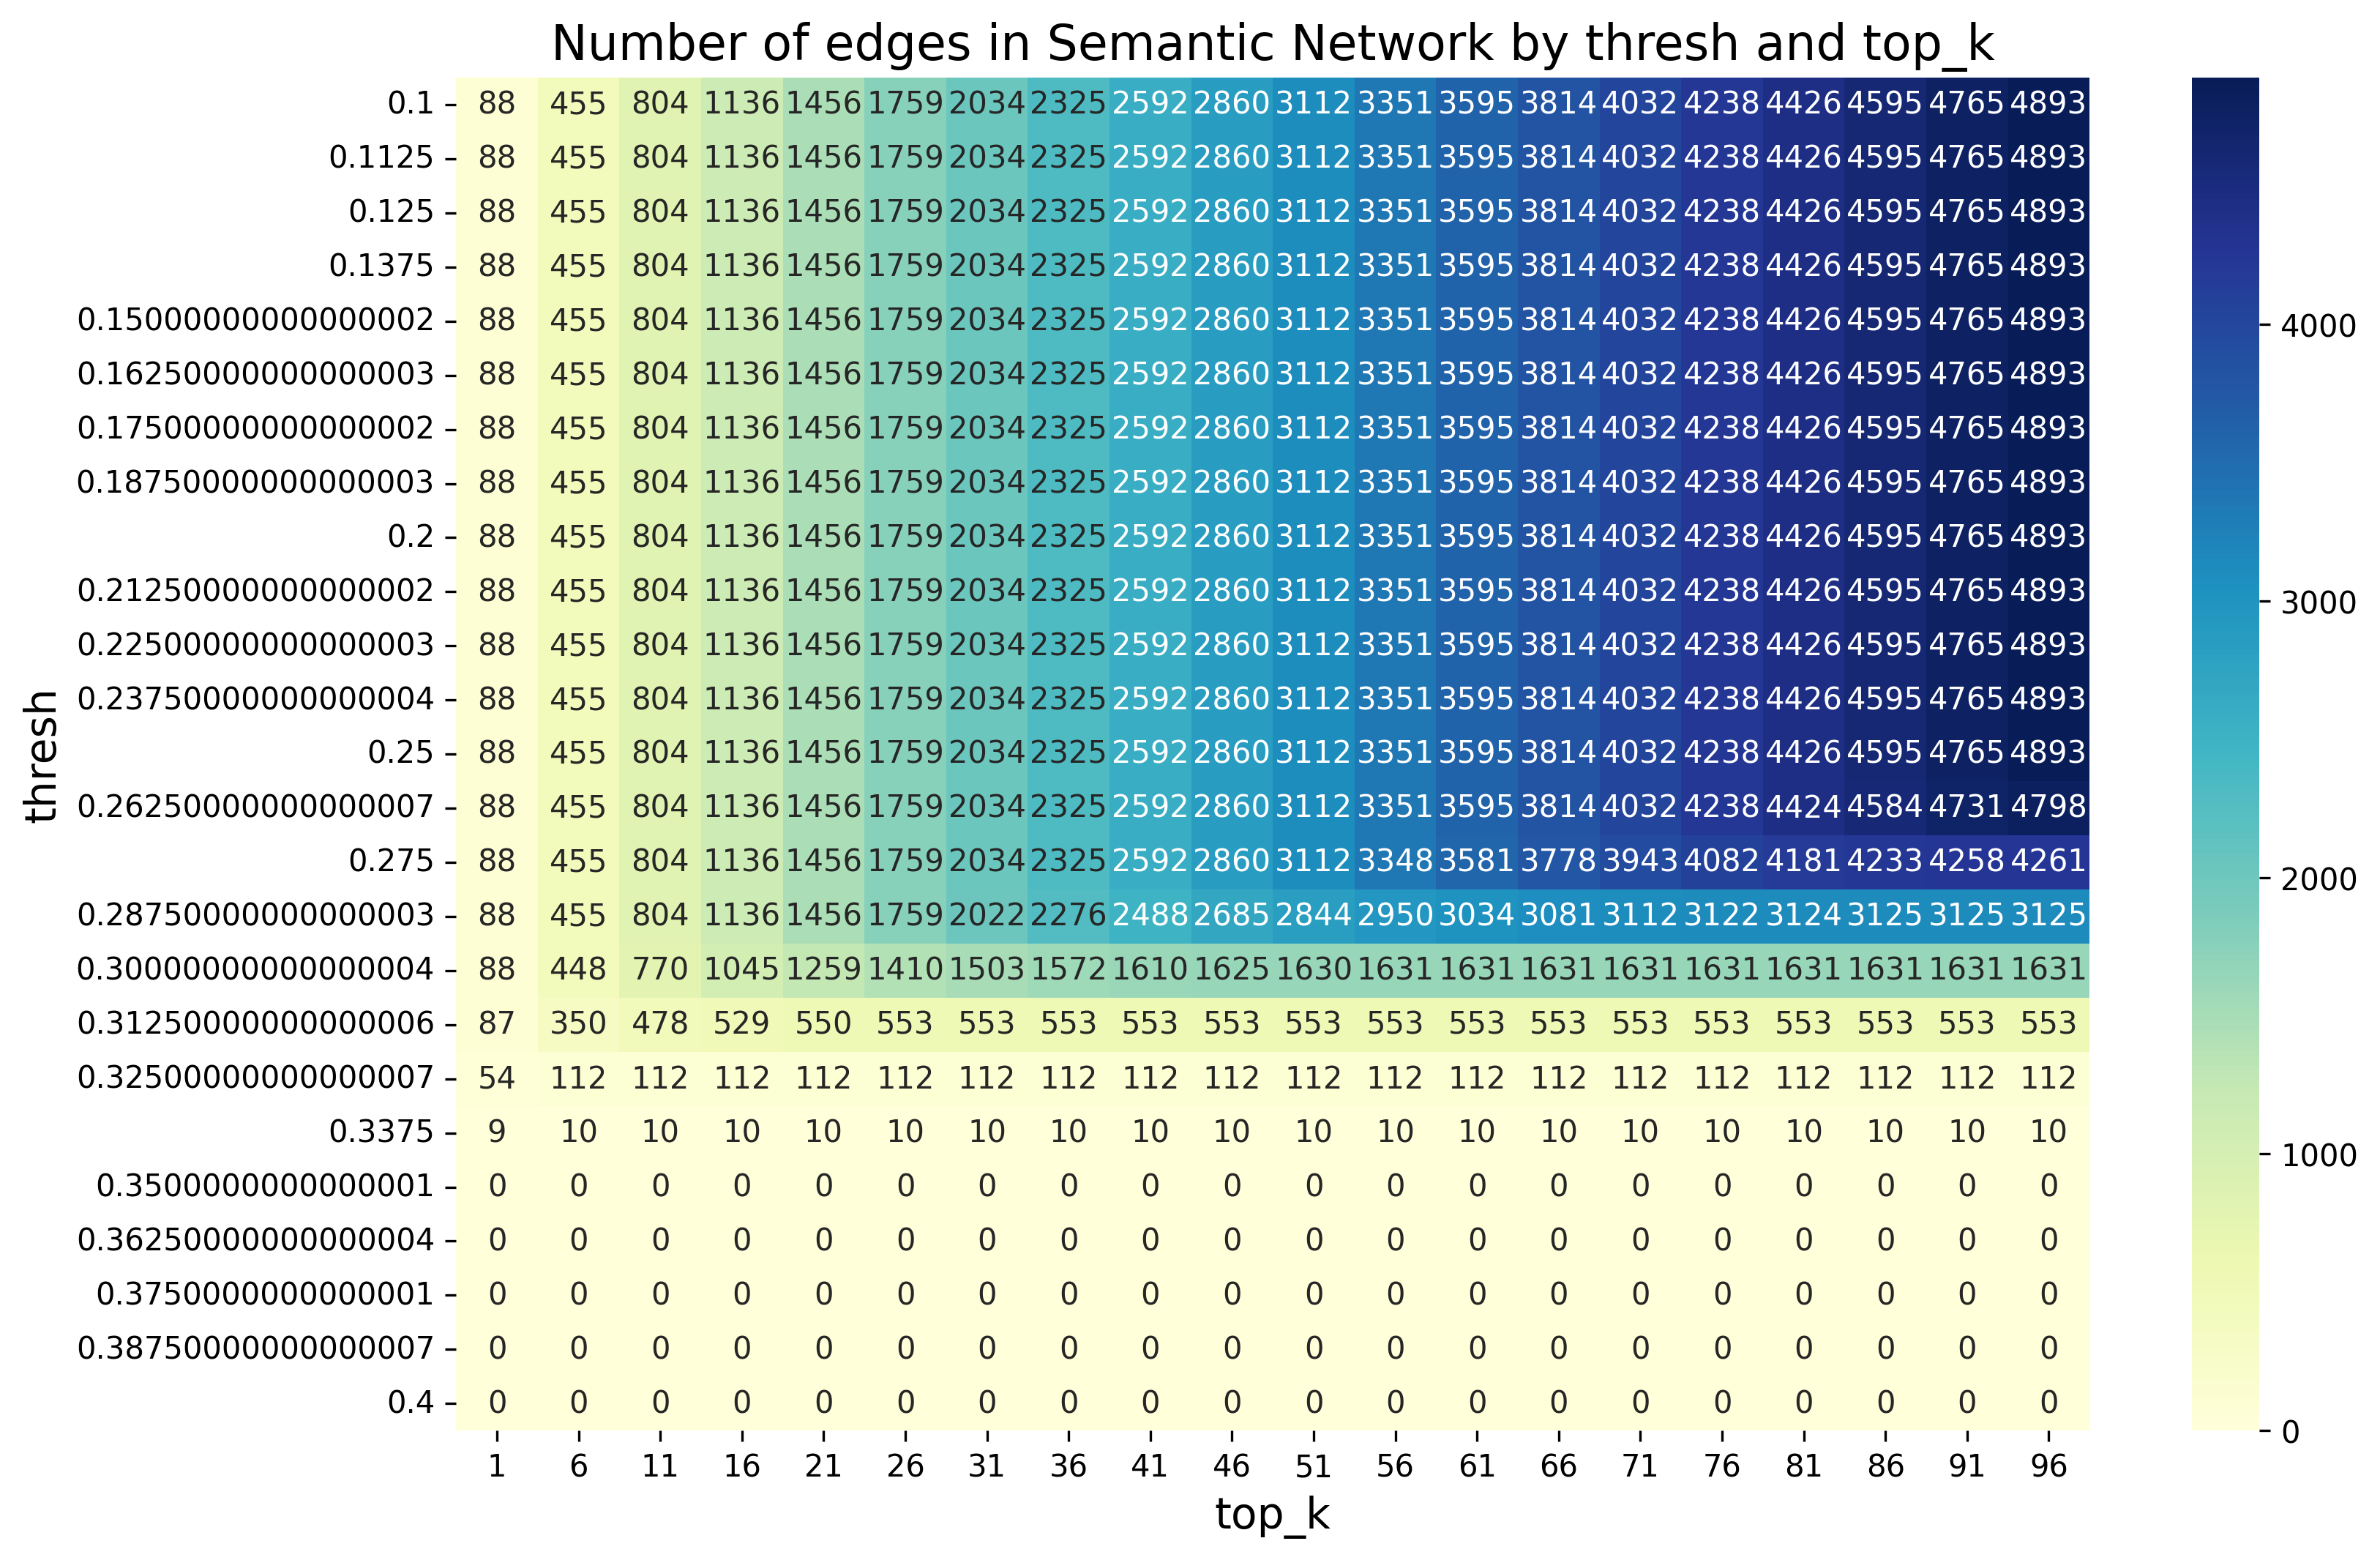 Number of edges in Semantic Network by thresh and top_k
0.1 88 455 804 1136 1456 1759 2034 2325 2592 2860 3112 3351 3595 3814 4032 4238 4426 4595 4765 4893
0.1125 88 455 804 1136 1456 1759 2034 2325 2592 2860 3112 3351 3595 3814 4032 4238 4426 4595 4765 4893
0.125 88 455 804 1136 1456 1759 2034 2325 2592 2860 3112 3351 3595 3814 4032 4238 4426 4595 4765 4893
0.1375 88 455 804 1136 1456 1759 2034 2325 2592 2860 3112 3351 3595 3814 4032 4238 4426 4595 4765 4893
0.15000000000000002 88 455 804 1136 1456 1759 2034 2325 2592 2860 3112 3351 3595 3814 4032 4238 4426 4595 4765 4893
4000
0.16250000000000003 88 455 804 1136 1456 1759 2034 2325 2592 2860 3112 3351 3595 3814 4032 4238 4426 4595 4765 4893
0.17500000000000002 88 455 804 1136 1456 1759 2034 2325 2592 2860 3112 3351 3595 3814 4032 4238 4426 4595 4765 4893
0.18750000000000003 88 455 804 1136 1456 1759 2034 2325 2592 2860 3112 3351 3595 3814 4032 4238 4426 4595 4765 4893
0.2 88 455 804 1136 1456 1759 2034 2325 2592 2860 3112 3351 3595 3814 4032 4238 4426 4595 4765 4893
0.21250000000000002 88 455 804 1136 1456 1759 2034 2325 2592 2860 3112 3351 3595 3814 4032 4238 4426 4595 4765 4893
3000
0.22500000000000003 88 455 804 1136 1456 1759 2034 2325 2592 2860 3112 3351 3595 3814 4032 4238 4426 4595 4765 4893
0.23750000000000004 88 455 804 1136 1456 1759 2034 2325 2592 2860 3112 3351 3595 3814 4032 4238 4426 4595 4765 4893
0.25 88 455 804 1136 1456 1759 2034 2325 2592 2860 3112 3351 3595 3814 4032 4238 4426 4595 4765 4893
thresh
0.26250000000000007 88 455 804 1136 1456 1759 2034 2325 2592 2860 3112 3351 3595 3814 4032 4238 4424 4584 4731 4798
0.275 88 455 804 1136 1456 1759 2034 2325 2592 2860 3112 3348 3581 3778 3943 4082 4181 4233 4258 4261
2000
0.28750000000000003 88 455 804 1136 1456 1759 2022 2276 2488 2685 2844 2950 3034 3081 3112 3122 3124 3125 3125 3125
0.30000000000000004 88 448 770 1045 1259 1410 1503 1572 1610 1625 1630 1631 1631 1631 1631 1631 1631 1631 1631 1631
0.31250000000000006 87 350 478 529 550 553 553 553 553 553 553 553 553 553 553 553 553 553 553 553
0.32500000000000007 54 112 112 112 112 112 112 112 112 112 112 112 112 112 112 112 112 112 112 112
0.3375 9 10 10 10 10 10 10 10 10 10 10 10 10 10 10 10 10 10 10 10
1000
0.3500000000000001 0 0 0 0 0 0 0 0 0 0 0 0 0 0 0 0 0 0 0 0
0.36250000000000004 0 0 0 0 0 0 0 0 0 0 0 0 0 0 0 0 0 0 0 0
0.3750000000000001 0 0 0 0 0 0 0 0 0 0 0 0 0 0 0 0 0 0 0 0
0.38750000000000007 0 0 0 0 0 0 0 0 0 0 0 0 0 0 0 0 0 0 0 0
0.4 0 0 0 0 0 0 0 0 0 0 0 0 0 0 0 0 0 0 0 0
0
1 6 11 16 21 26 31 36 41 46 51 56 61 66 71 76 81 86 91 96
top_k